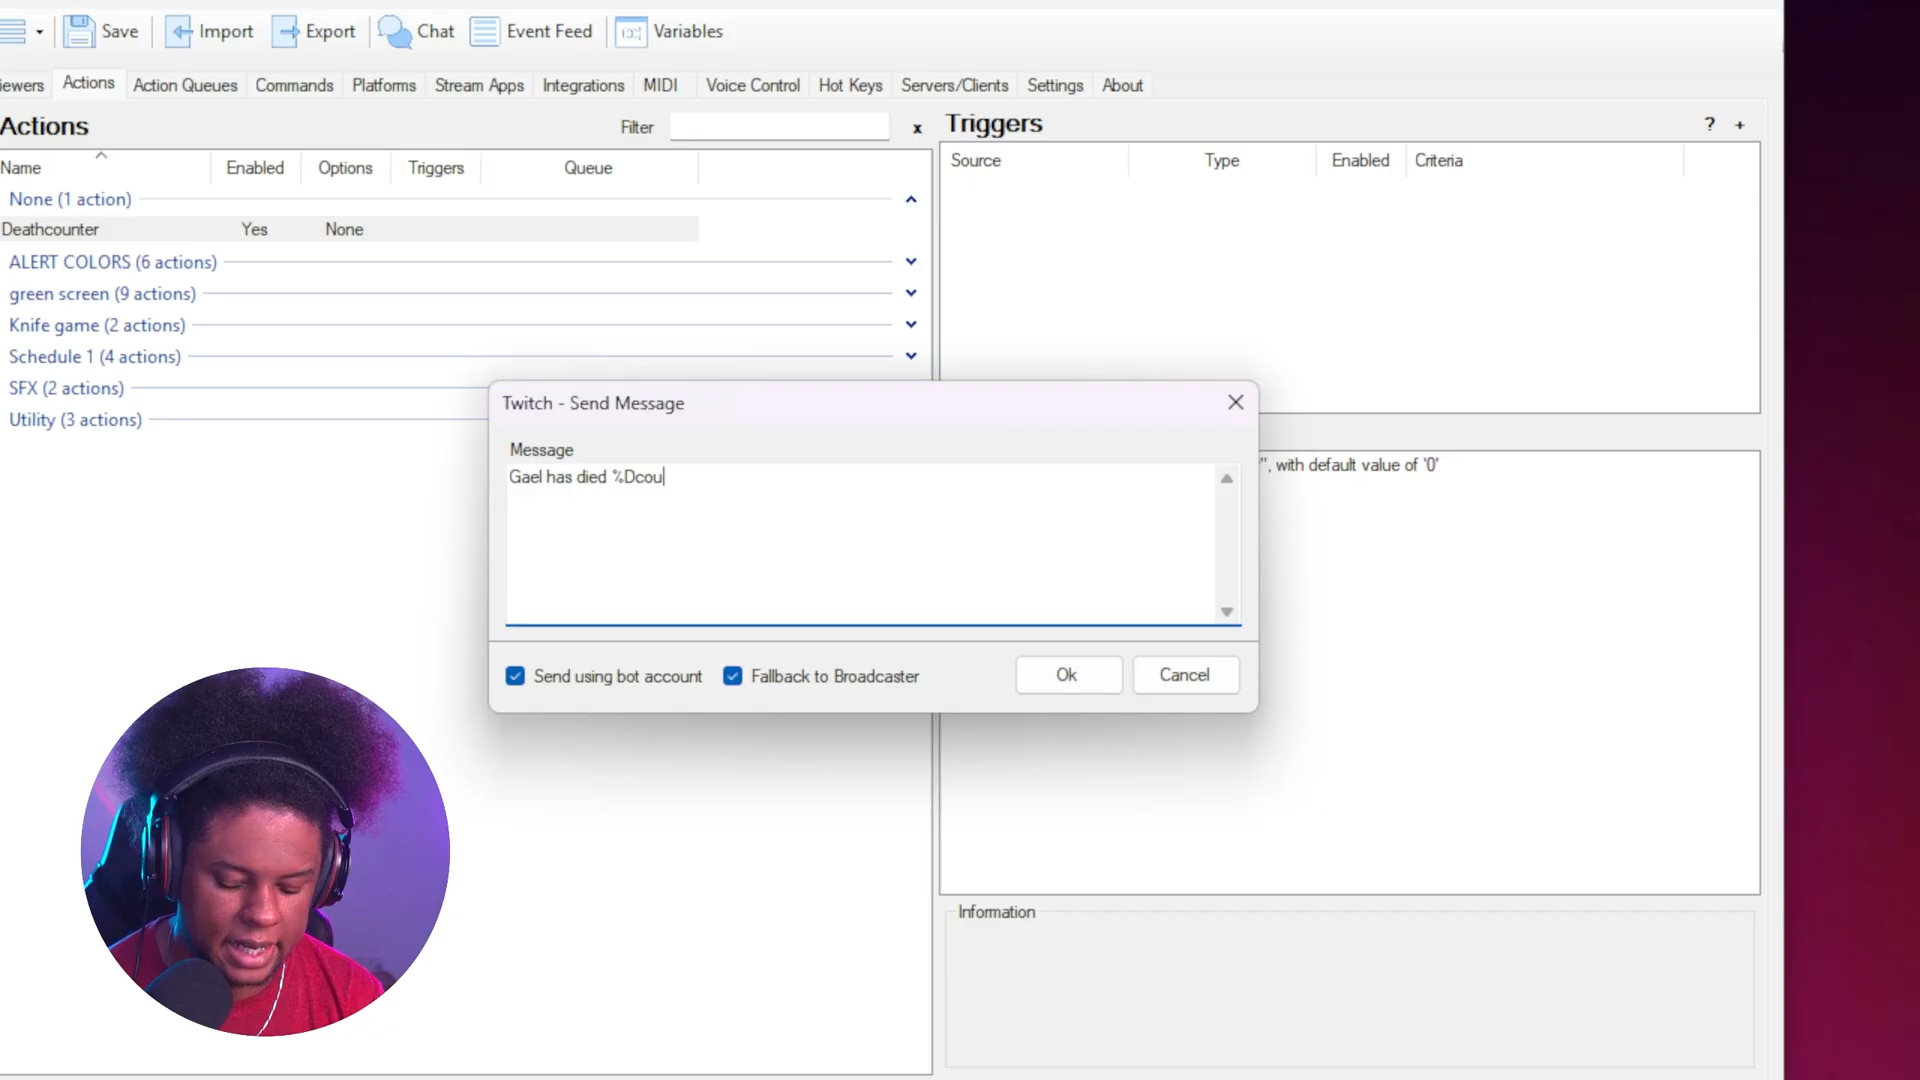 Save Import Export Chat Event Feed Variables
iewers Actions Action Queues Commands Platforms Stream Apps Integrations MIDI Voice Control Hot Keys Servers/Clients Settings About
Actions Filter x Triggers ? +
Name Enabled Options Triggers Queue Source Type Enabled Criteria
None (1 action)
Deathcounter Yes None
ALERT COLORS (6 actions)
green screen (9 actions)
Knife game (2 actions)
Schedule 1 (4 actions)
SFX (2 actions)
Utility (3 actions)
Twitch - Send Message
Message
Gael has died %Dcou
", with default value of '0'
Send using bot account Fallback to Broadcaster Ok Cancel
Information